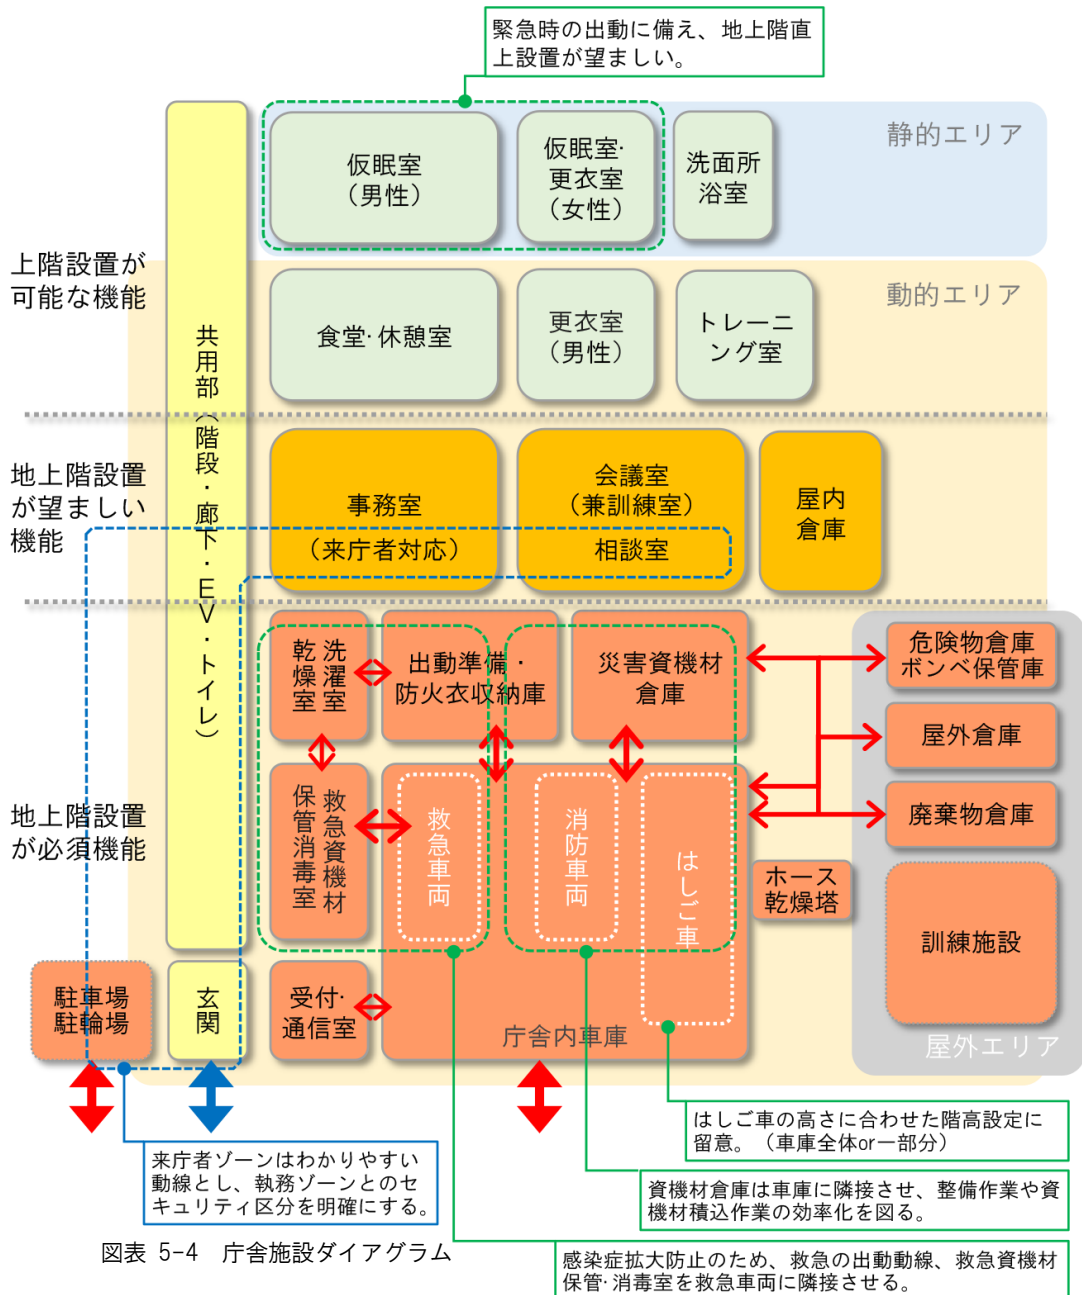 緊急時の出動に備え、地上階直
上設置が望ましい。
静的エリア
仮眠室
（男性）
仮眠室・
更衣室
（女性）
洗面所
浴室
上階設置が
可能な機能
動的エリア
食堂・休憩室
更衣室
（男性）
トレーニ
ング室
共用部（階段・廊下・EV・トイレ）
地上階設置
が望ましい
機能
事務室
（来庁者対応）
会議室
（兼訓練室）
相談室
屋内
倉庫
地上階設置
が必須機能
洗濯室
乾燥室
出動準備・
防火衣収納庫
災害資機材
倉庫
危険物倉庫
ボンベ保管庫
屋外倉庫
廃棄物倉庫
救急資機材
保管消毒室
救急車両
消防車両
はしご車
ホース
乾燥塔
訓練施設
屋外エリア
駐車場
駐輪場
玄関
受付・
通信室
庁舎内車庫
はしご車の高さに合わせた階高設定に
留意。（車庫全体or一部分）
来庁者ゾーンはわかりやすい
動線とし、執務ゾーンとのセ
キュリティ区分を明確にする。
資機材倉庫は車庫に隣接させ、整備作業や資
機材積込作業の効率化を図る。
図表 5-4　庁舎施設ダイアグラム
感染症拡大防止のため、救急の出動動線、救急資機材
保管・消毒室を救急車両に隣接させる。